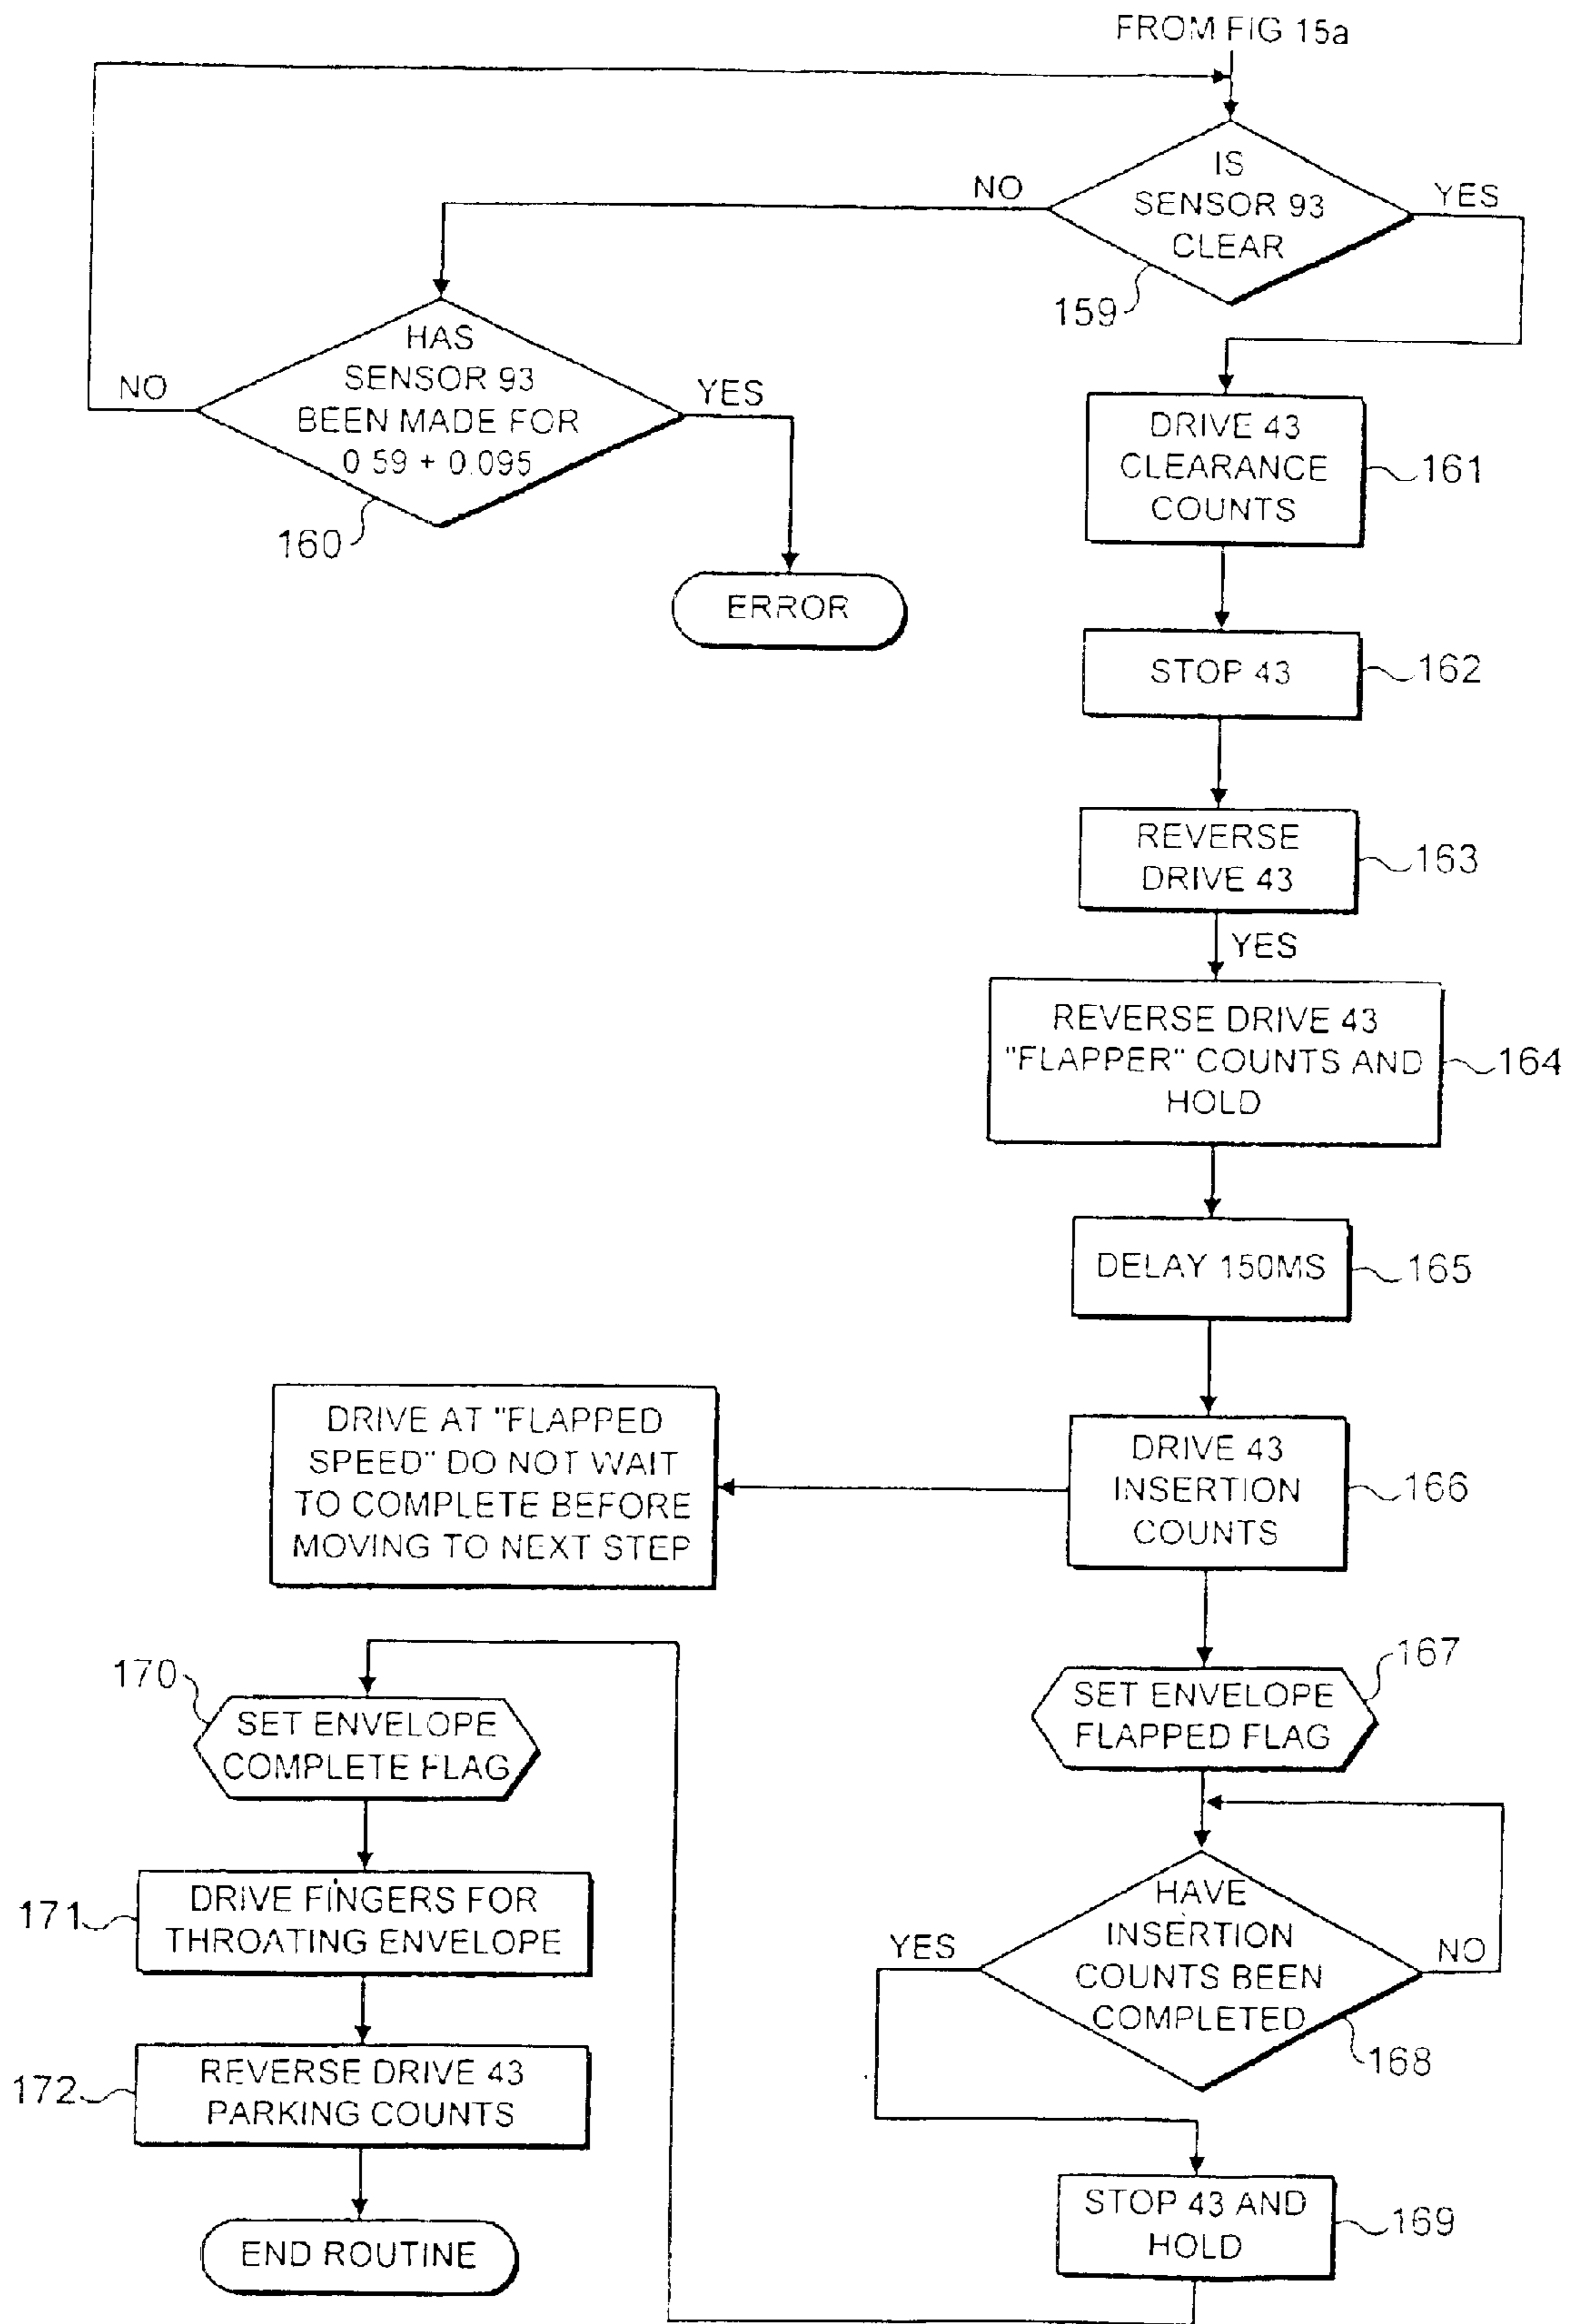 FROM FIG 15a
IS
SENSOR 93
CLEAR
NO
YES
159
HAS
SENSOR 93
BEEN MADE FOR
0.59 + 0.095
NO
YES
160
ERROR
DRIVE 43
CLEARANCE
COUNTS
161
STOP 43
162
REVERSE
DRIVE 43
163
YES
REVERSE DRIVE 43
"FLAPPER" COUNTS AND
HOLD
164
DELAY 150MS
165
DRIVE 43
INSERTION
COUNTS
166
DRIVE AT "FLAPPED
SPEED" DO NOT WAIT
TO COMPLETE BEFORE
MOVING TO NEXT STEP
SET ENVELOPE
FLAPPED FLAG
167
HAVE
INSERTION
COUNTS BEEN
COMPLETED
YES
NO
168
STOP 43 AND
HOLD
169
170
SET ENVELOPE
COMPLETE FLAG
171
DRIVE FINGERS FOR
THROATING ENVELOPE
172
REVERSE DRIVE 43
PARKING COUNTS
END ROUTINE